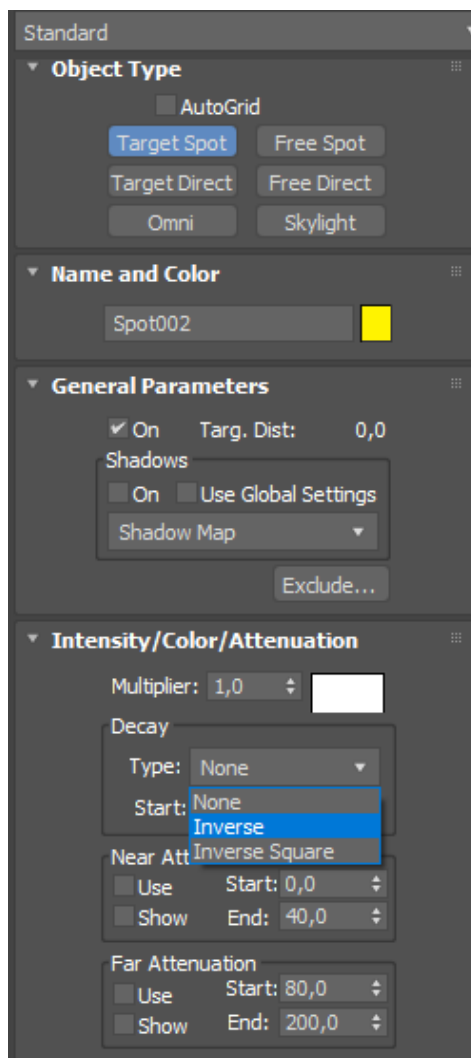 Standard
Object Type
AutoGrid
Target Spot Free Spot
Target Direct Free Direct
Omni Skylight
Name and Color
Spot002
General Parameters
On Targ. Dist: 0,0
Shadows
On Use Global Settings
Shadow Map
Exclude...
Intensity/Color/Attenuation
Multiplier: 1,0
Decay
Type: None
Start: None
Inverse
Inverse Square
Near Att
Use Start: 0,0
Show End: 40,0
Far Attenuation
Use Start: 80,0
Show End: 200,0